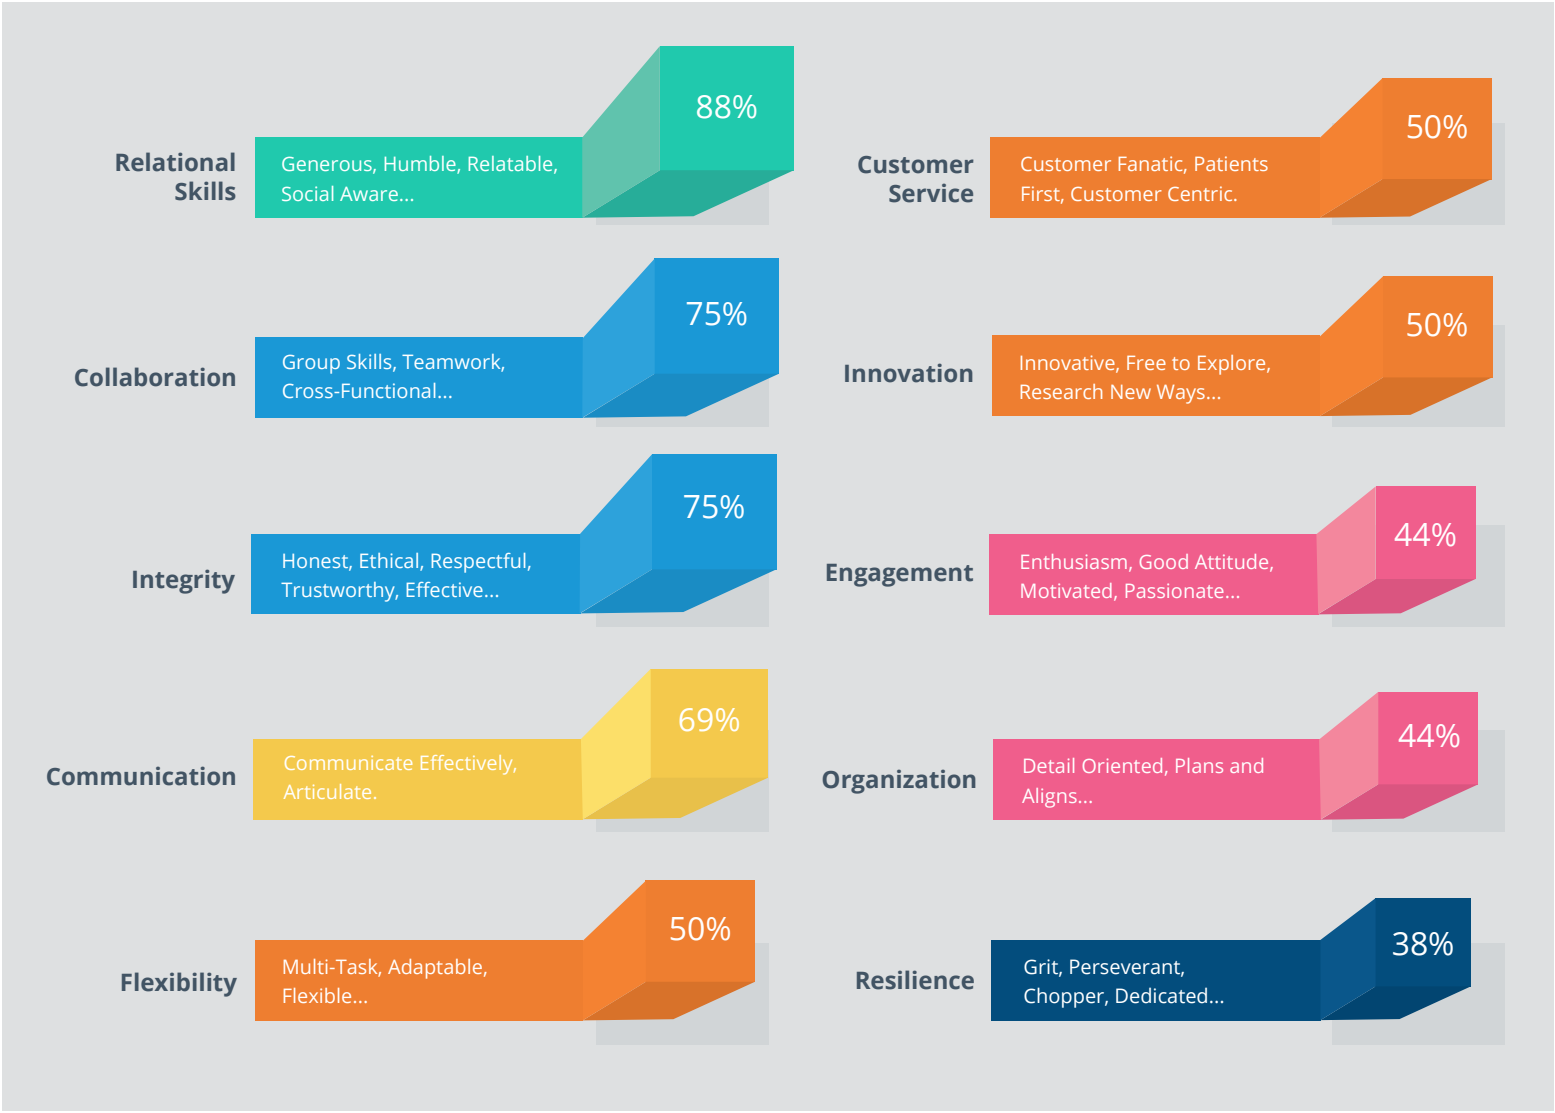 Relational
Skills
Generous, Humble, Relatable,
Social Aware...
88%
Collaboration
Group Skills, Teamwork,
Cross-Functional...
75%
Integrity
Honest, Ethical, Respectful,
Trustworthy, Effective...
75%
Communication
Communicate Effectively,
Articulate.
69%
Flexibility
Multi-Task, Adaptable,
Flexible...
50%
Customer
Service
Customer Fanatic, Patients
First, Customer Centric.
50%
Innovation
Innovative, Free to Explore,
Research New Ways...
50%
Engagement
Enthusiasm, Good Attitude,
Motivated, Passionate...
44%
Organization
Detail Oriented, Plans and
Aligns...
44%
Resilience
Grit, Perseverant,
Chopper, Dedicated...
38%